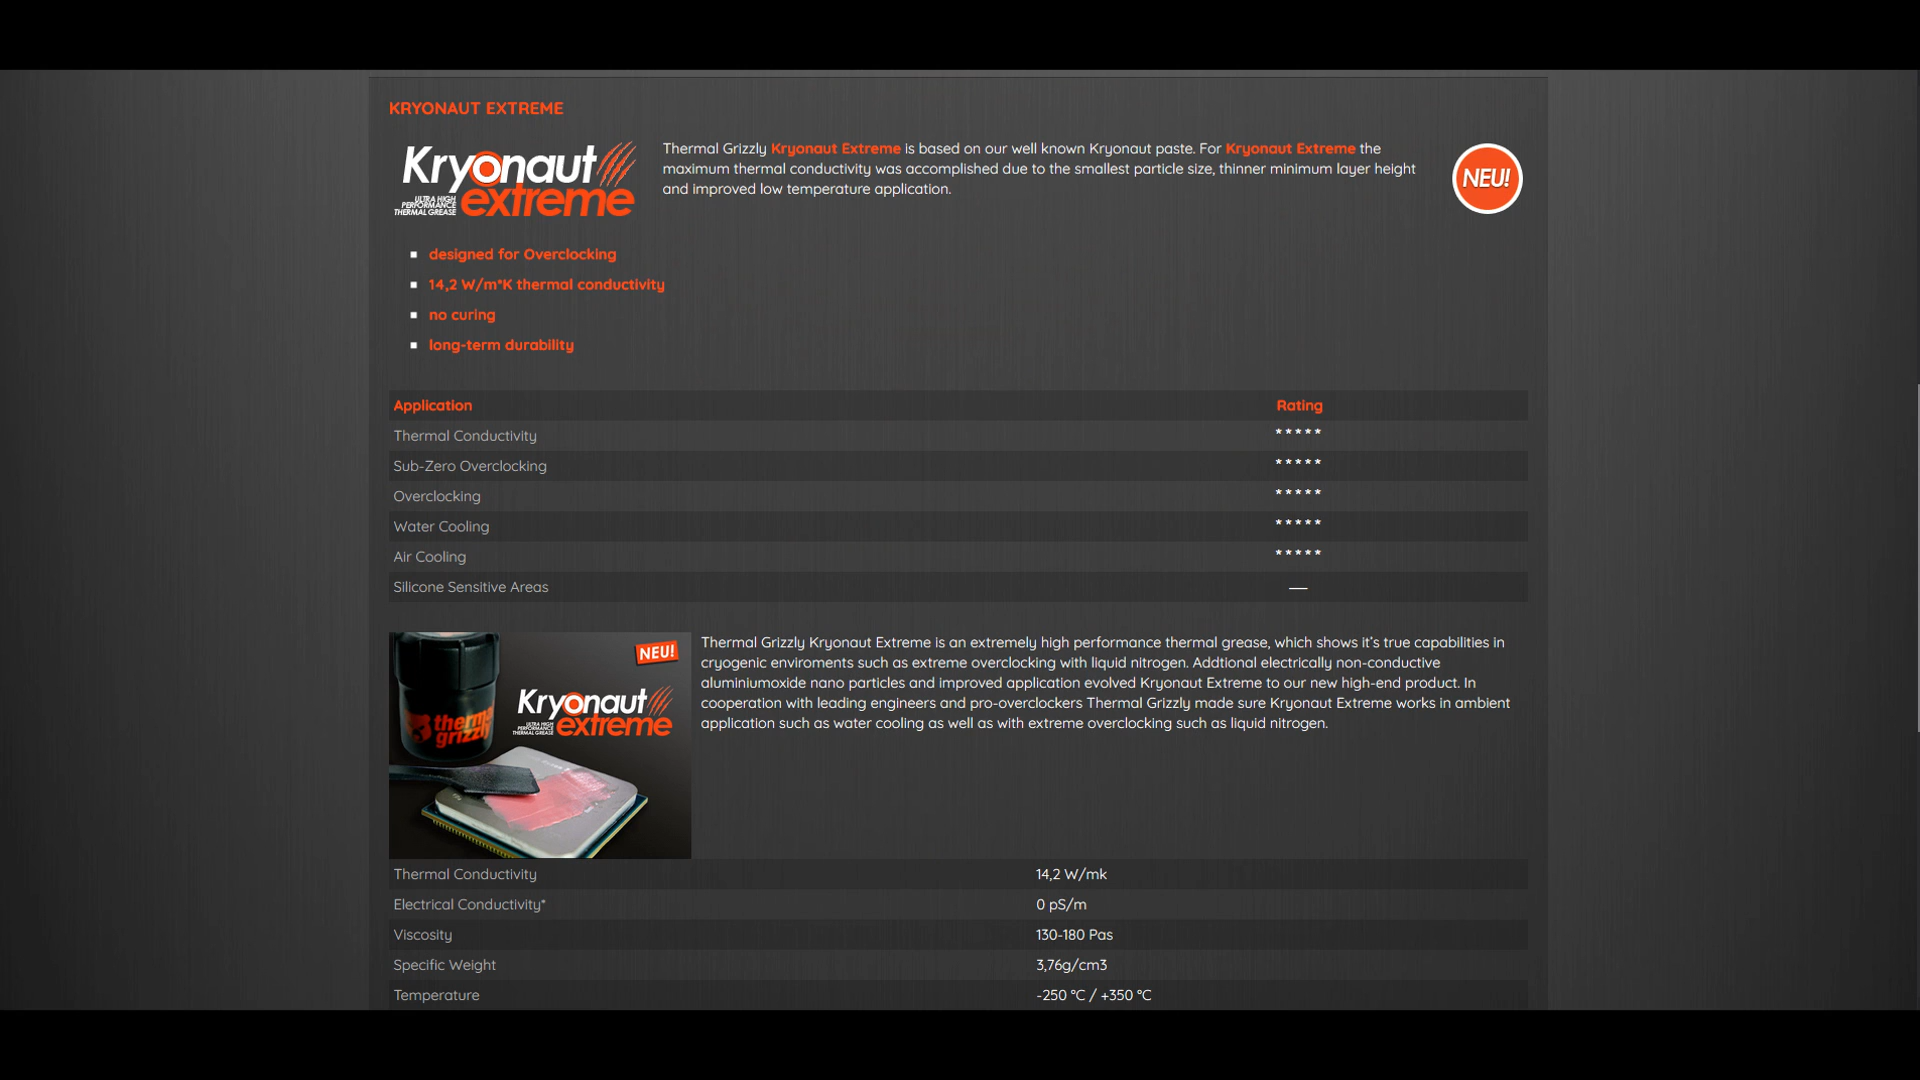 KRYONAUT EXTREME
Kryonaut
ULTRA HIGH
PERFORMANCE
THERMAL GREASE
extreme
Thermal Grizzly Kryonaut Extreme is based on our well known Kryonaut paste. For Kryonaut Extreme the
maximum thermal conductivity was accomplished due to the smallest particle size, thinner minimum layer height
and improved low temperature application.
NEU!
designed for Overclocking
14,2 W/m*K thermal conductivity
no curing
long-term durability
Application Rating
Thermal Conductivity *****
Sub-Zero Overclocking *****
Overclocking *****
Water Cooling *****
Air Cooling *****
Silicone Sensitive Areas —
NEU!
Kryonaut
ULTRA HIGH
PERFORMANCE
THERMAL GREASE
extreme
thermal
grizzly
Thermal Grizzly Kryonaut Extreme is an extremely high performance thermal grease, which shows it's true capabilities in
cryogenic enviroments such as extreme overclocking with liquid nitrogen. Addtional electrically non-conductive
aluminiumoxide nano particles and improved application evolved Kryonaut Extreme to our new high-end product. In
cooperation with leading engineers and pro-overclockers Thermal Grizzly made sure Kryonaut Extreme works in ambient
application such as water cooling as well as with extreme overclocking such as liquid nitrogen.
Thermal Conductivity 14,2 W/mk
Electrical Conductivity* 0 pS/m
Viscosity 130-180 Pas
Specific Weight 3,76g/cm3
Temperature -250 °C / +350 °C